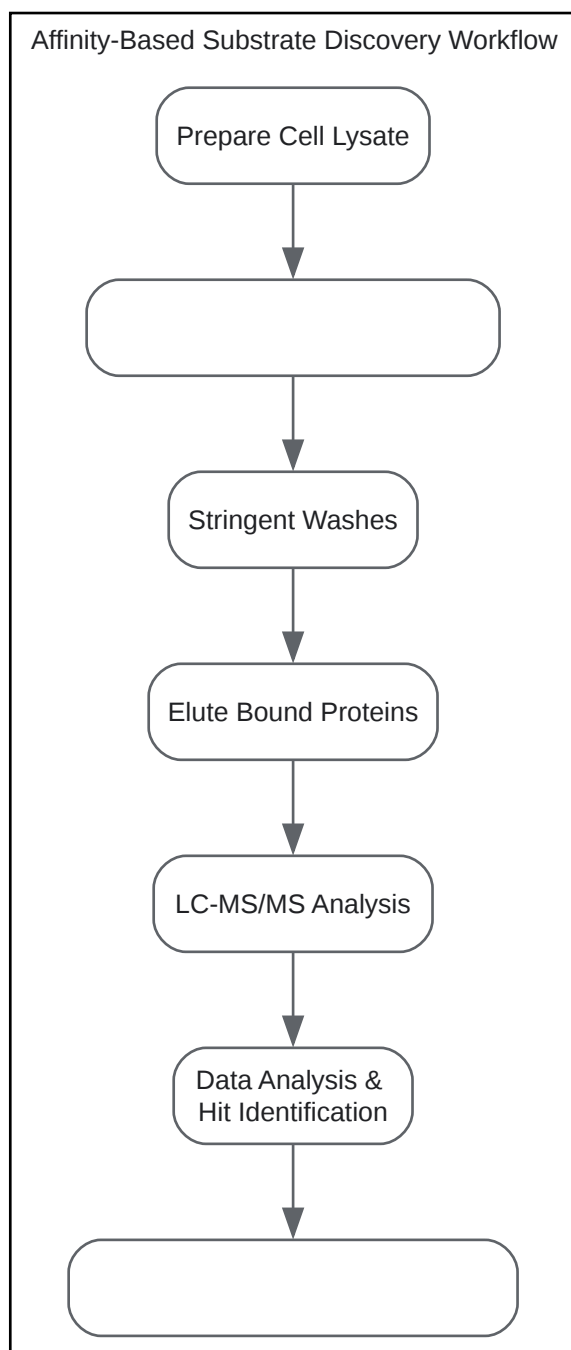 Affinity-Based Substrate Discovery Workflow
Prepare Cell Lysate
Stringent Washes
Elute Bound Proteins
LC-MS/MS Analysis
Data Analysis &
Hit Identification